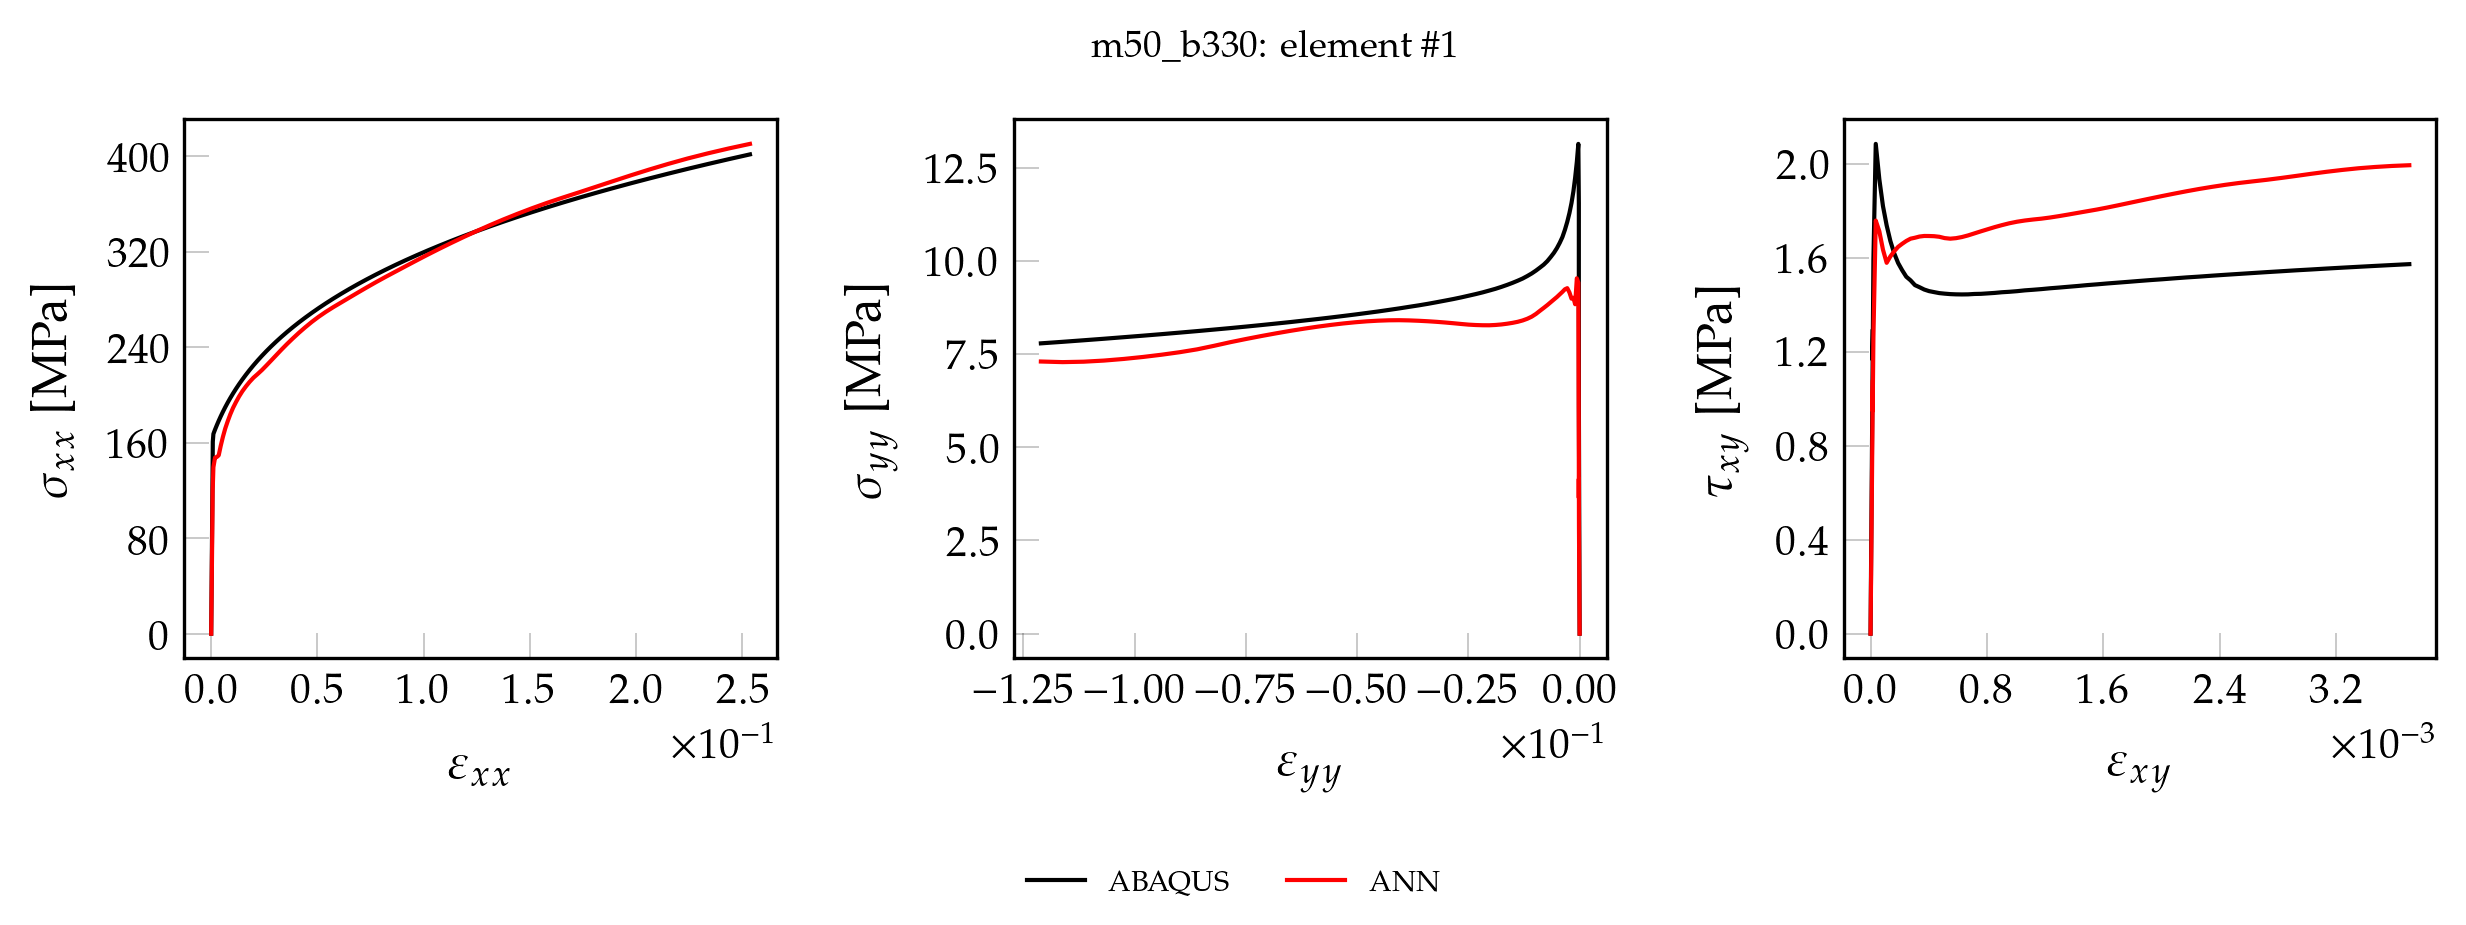 m50_b330: element #1
400
320
240
160
80
0
σxx [MPa]
0.0 0.5 1.0 1.5 2.0 2.5
×10−1
εxx
12.5
10.0
7.5
5.0
2.5
0.0
σyy [MPa]
−1.25 −1.00 −0.75 −0.50 −0.25 0.00
×10−1
εyy
2.0
1.6
1.2
0.8
0.4
0.0
τxy [MPa]
0.0 0.8 1.6 2.4 3.2
×10−3
εxy
ABAQUS ANN